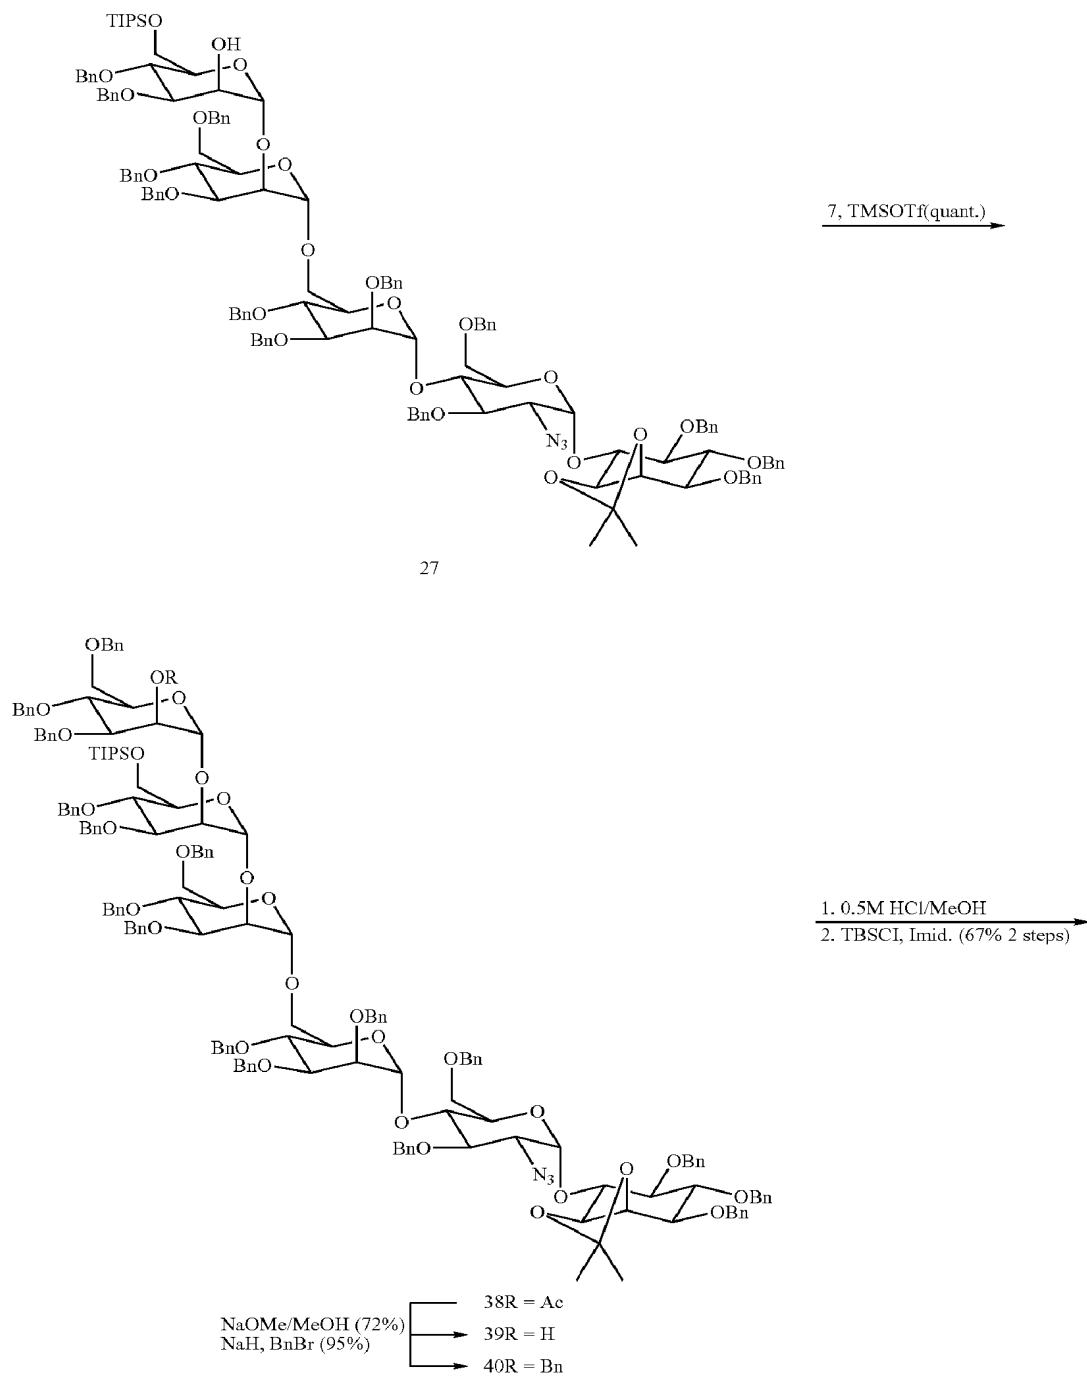 TIPSO
OH
O
BnO
BnO
OBn
O
O
BnO
BnO
7, TMSOTf(quant.)
O
OBn
O
BnO
BnO
OBn
O
O
BnO
N3
O
OBn
O
OBn
OBn
O
27
OBn
OR
O
BnO
BnO
TIPSO
O
O
BnO
BnO
OBn
O
O
BnO
BnO
1. 0.5M HCl/MeOH
2. TBSCl, Imid. (67% 2 steps)
O
OBn
O
BnO
BnO
OBn
O
O
BnO
N3
O
OBn
O
OBn
OBn
O
38R = Ac
NaOMe/MeOH (72%)
39R = H
NaH, BnBr (95%)
40R = Bn